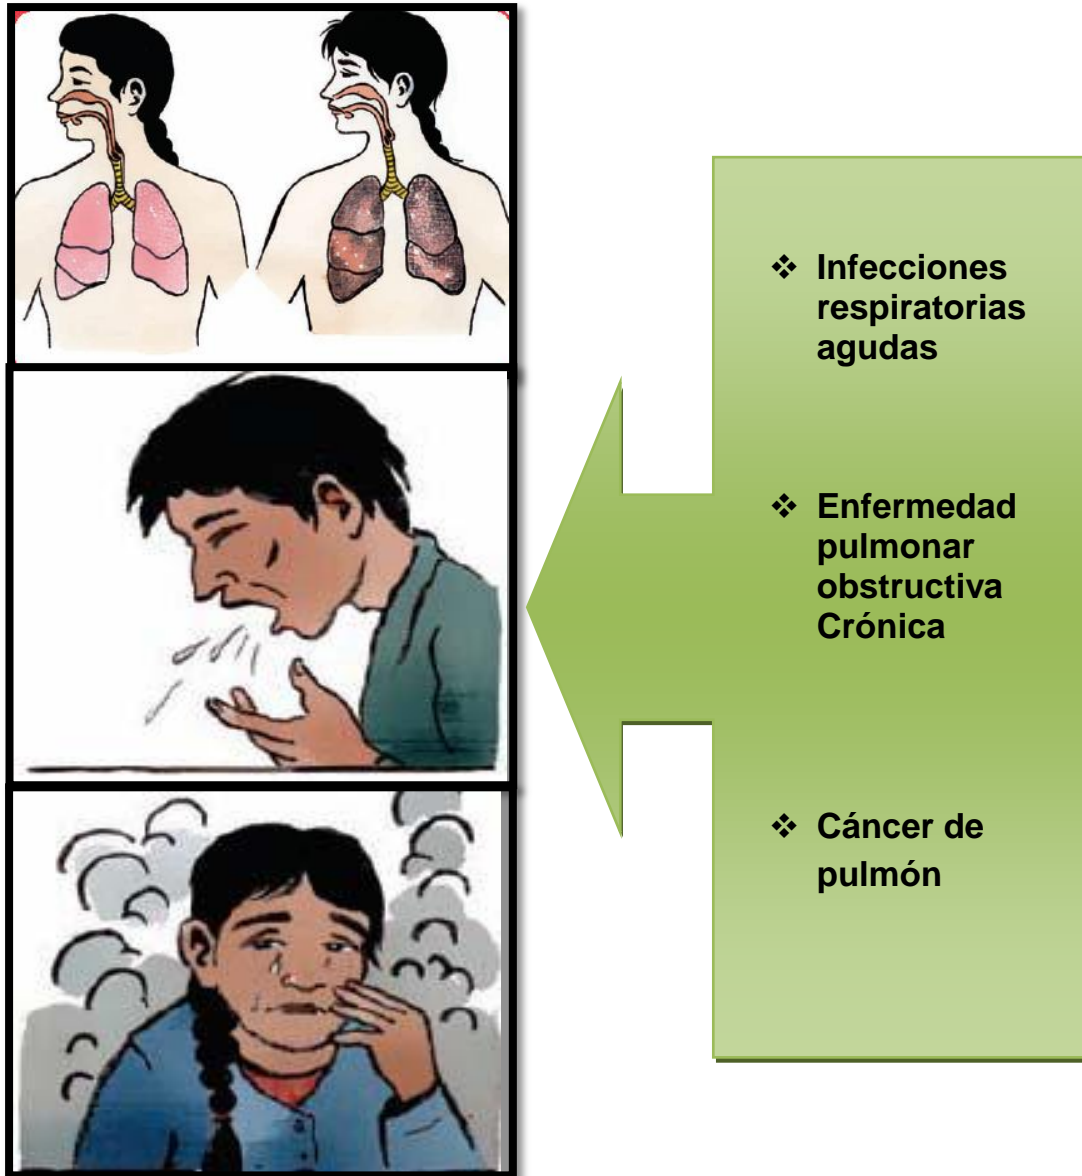 ❖ Infecciones
respiratorias
agudas
❖ Enfermedad
pulmonar
obstructiva
Crónica
❖ Cáncer de
pulmón